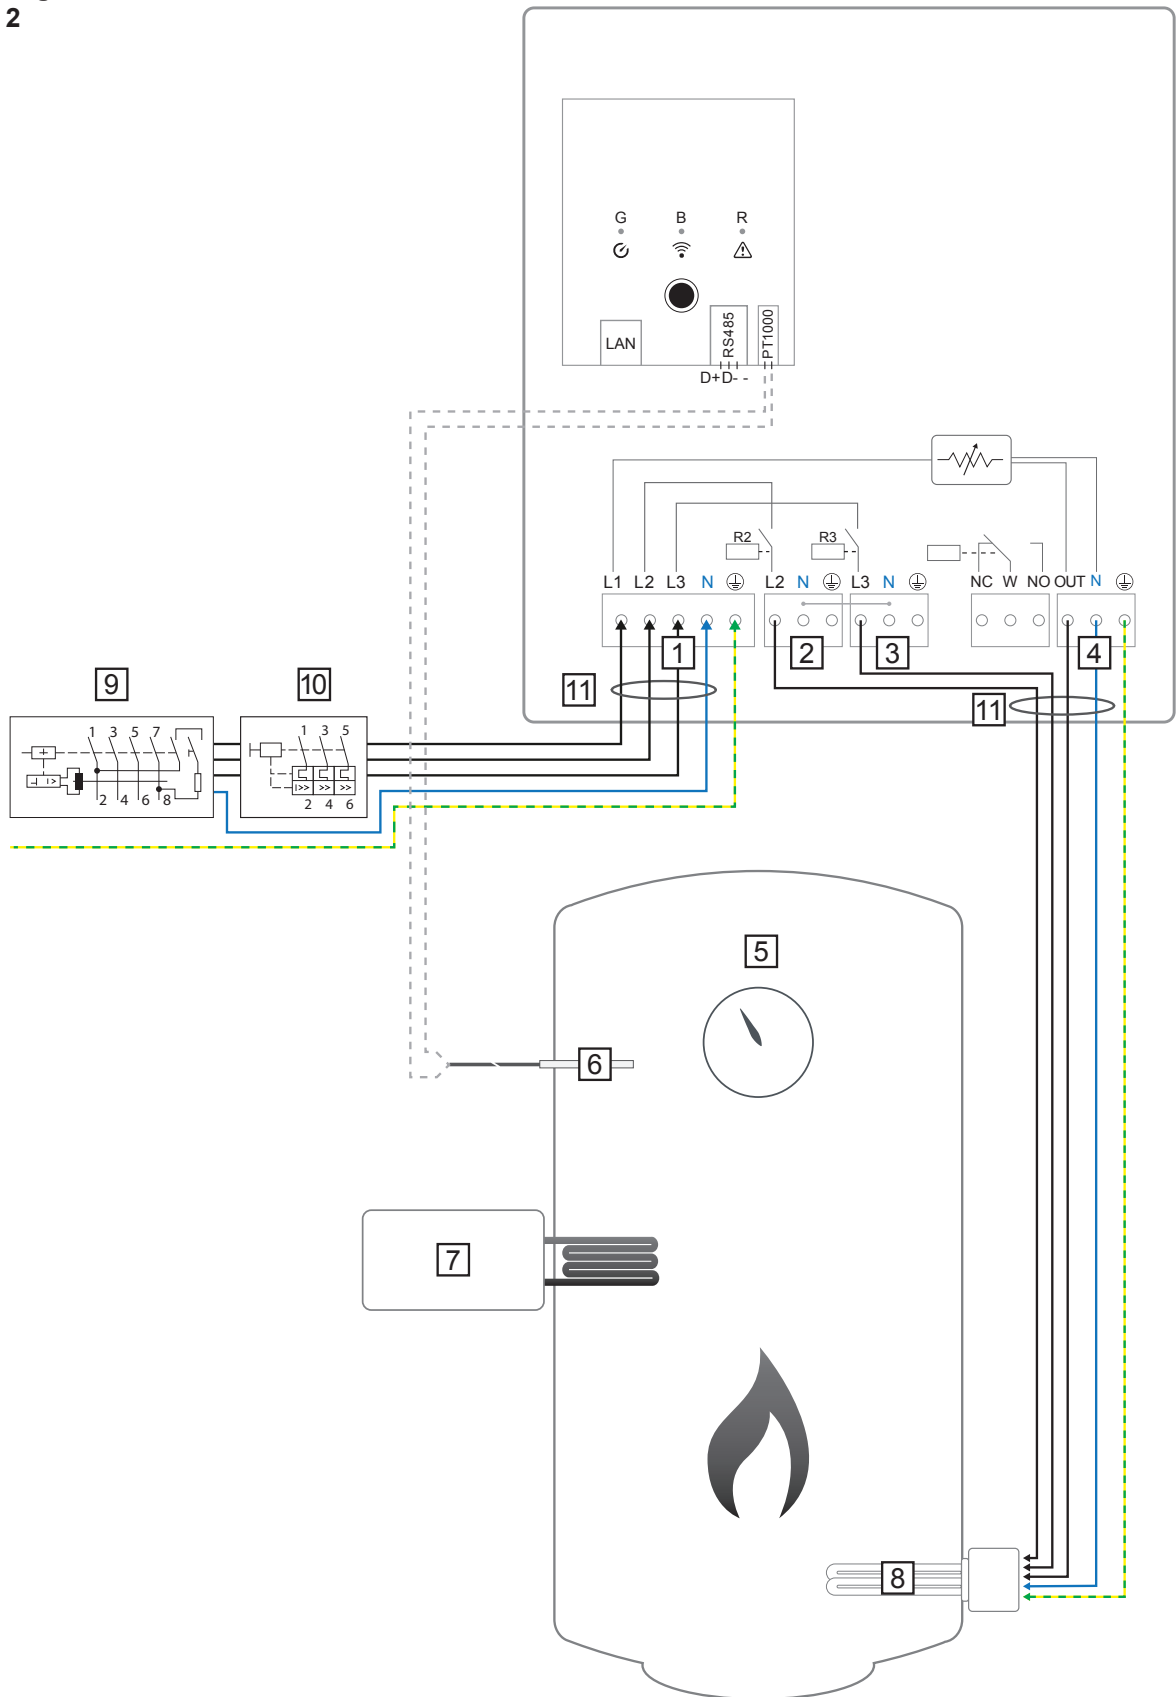 2
G B R
LAN
RS485
PT1000
D+D- -
R2 R3
L1 L2 L3 N L2 N L3 N NC W NO OUT N
1 2 3 4
9 10 11 11
1 3 5 7
2 4 6 8
I>
1 3 5
I>> >> >>
2 4 6
5
6
7
8